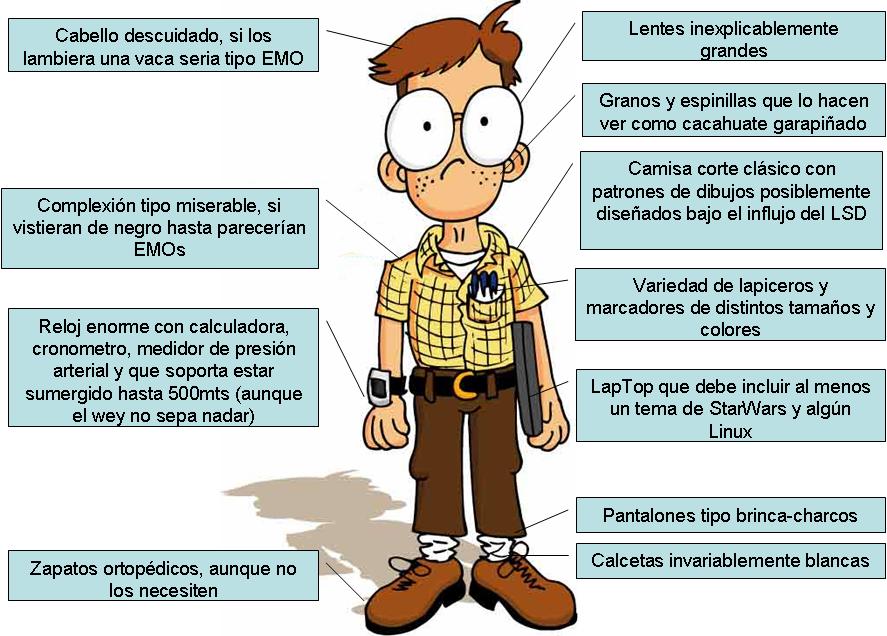 Cabello descuidado, si los
lambiera una vaca seria tipo EMO
Complexión tipo miserable, si
vistieran de negro hasta parecerían
EMOs
Reloj enorme con calculadora,
cronometro, medidor de presión
arterial y que soporta estar
sumergido hasta 500mts (aunque
el wey no sepa nadar)
Zapatos ortopédicos, aunque no
los necesiten
Lentes inexplicablemente
grandes
Granos y espinillas que lo hacen
ver como cacahuate garapiñado
Camisa corte clásico con
patrones de dibujos posiblemente
diseñados bajo el influjo del LSD
Variedad de lapiceros y
marcadores de distintos tamaños y
colores
LapTop que debe incluir al menos
un tema de StarWars y algún
Linux
Pantalones tipo brinca-charcos
Calcetas invariablemente blancas